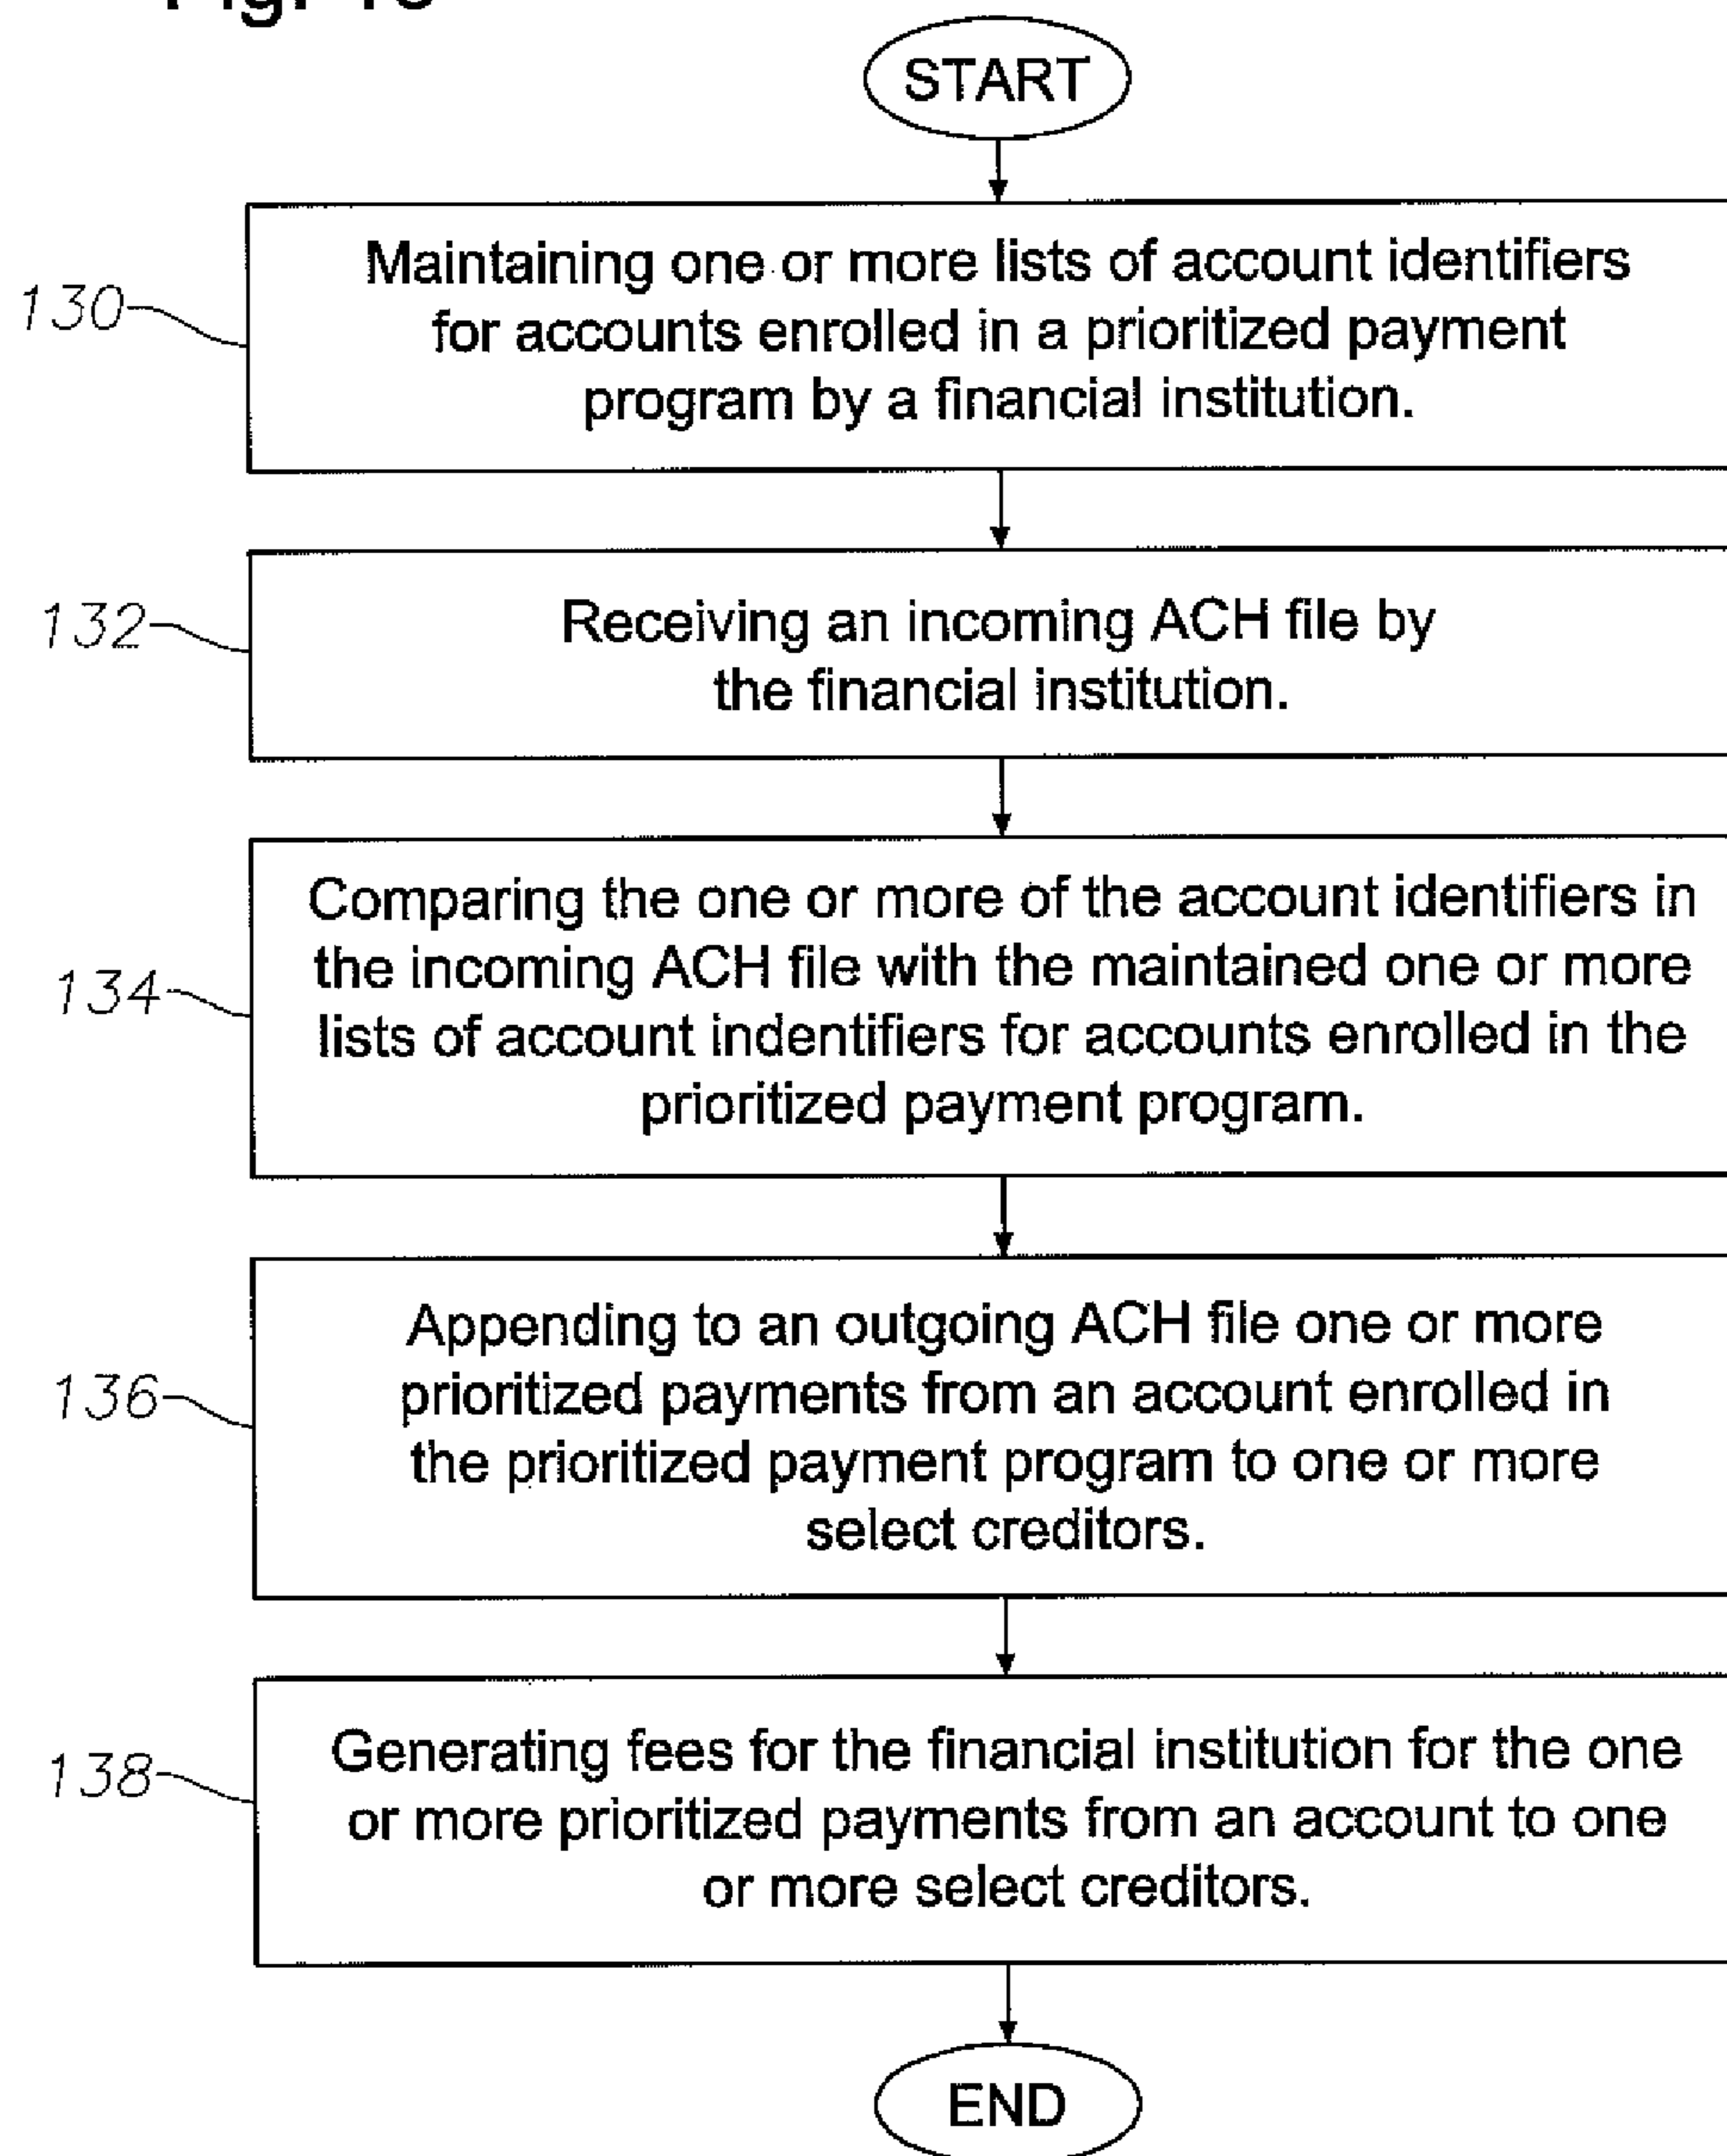 START
130
Maintaining one or more lists of account identifiers
for accounts enrolled in a prioritized payment
program by a financial institution.
132
Receiving an incoming ACH file by
the financial institution.
134
Comparing the one or more of the account identifiers in
the incoming ACH file with the maintained one or more
lists of account indentifiers for accounts enrolled in the
prioritized payment program.
136
Appending to an outgoing ACH file one or more
prioritized payments from an account enrolled in
the prioritized payment program to one or more
select creditors.
138
Generating fees for the financial institution for the one
or more prioritized payments from an account to one
or more select creditors.
END